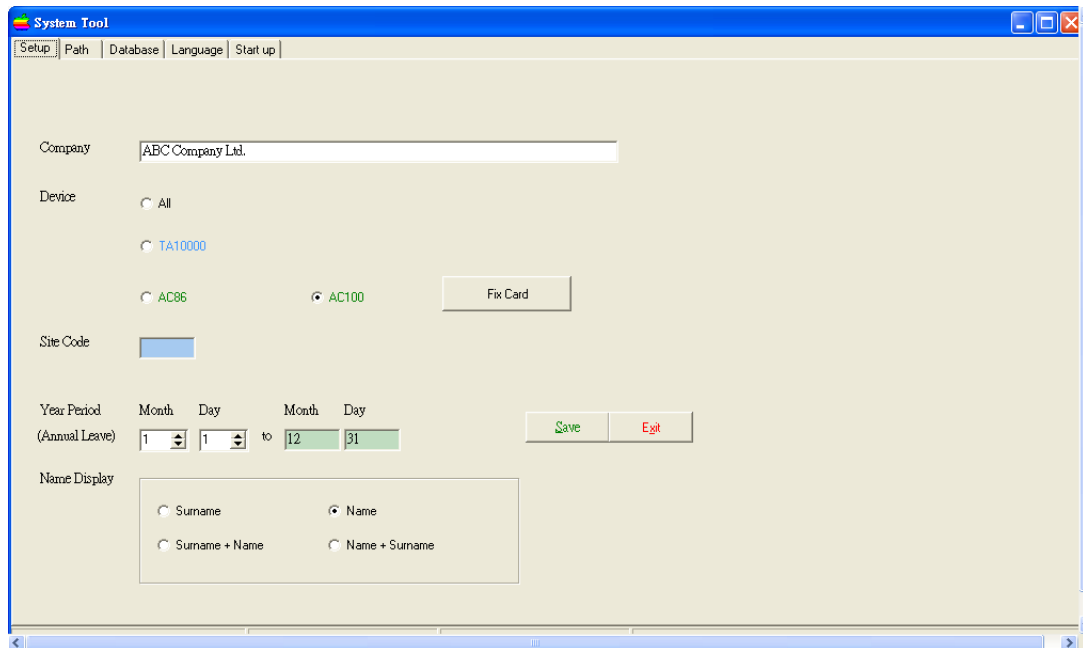 System Tool
Setup Path Database Language Start up
Company ABC Company Ltd.
Device All
TA10000
AC86 AC100 Fix Card
Site Code
Year Period Month Day Month Day
(Annual Leave) 1 1 to 12 31 Save Exit
Name Display
Surname Name
Surname + Name Name + Surname